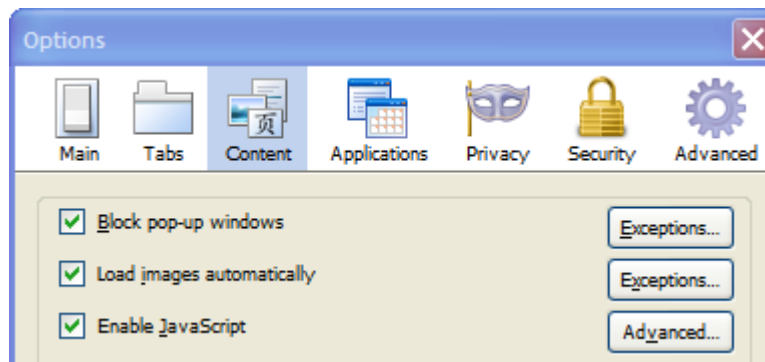 Options
页
Main Tabs Content Applications Privacy Security Advanced
Block pop-up windows Exceptions...
Load images automatically Exceptions...
Enable JavaScript Advanced...